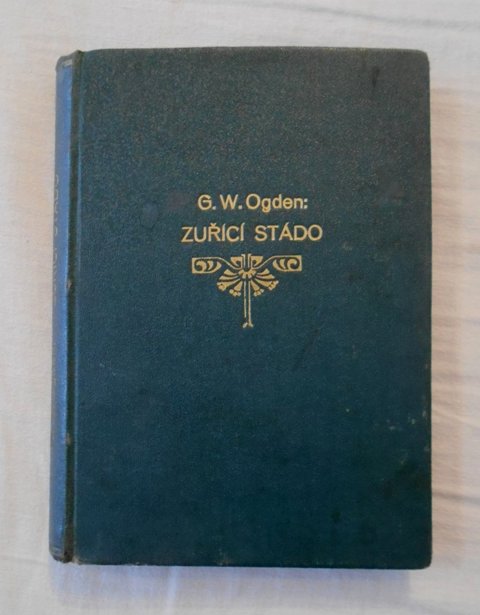 G. W. Ogden:
ZUŘÍCÍ STÁDO